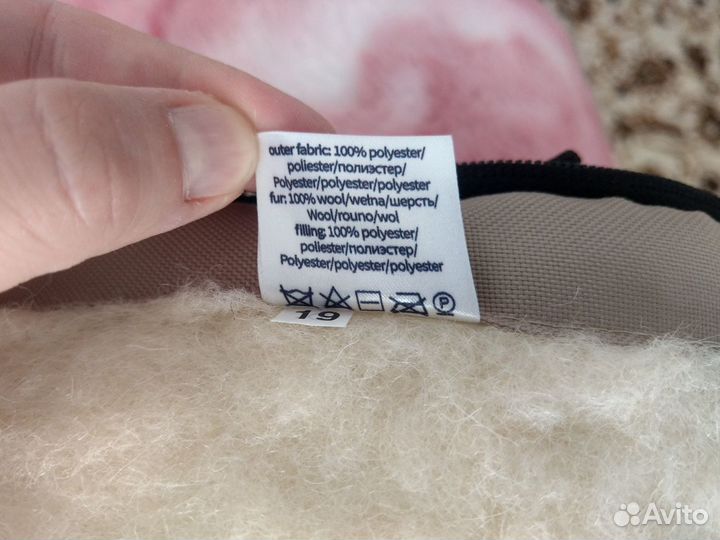 outer fabric: 100% polyester/
poliester/полиэстер/
Polyester/polyester/polyester
fur: 100% wool/wełna/шерсть/
Wool/rouno/wol
filling: 100% polyester/
poliester/полиэстер/
Polyester/polyester/polyester
P
19
Avito